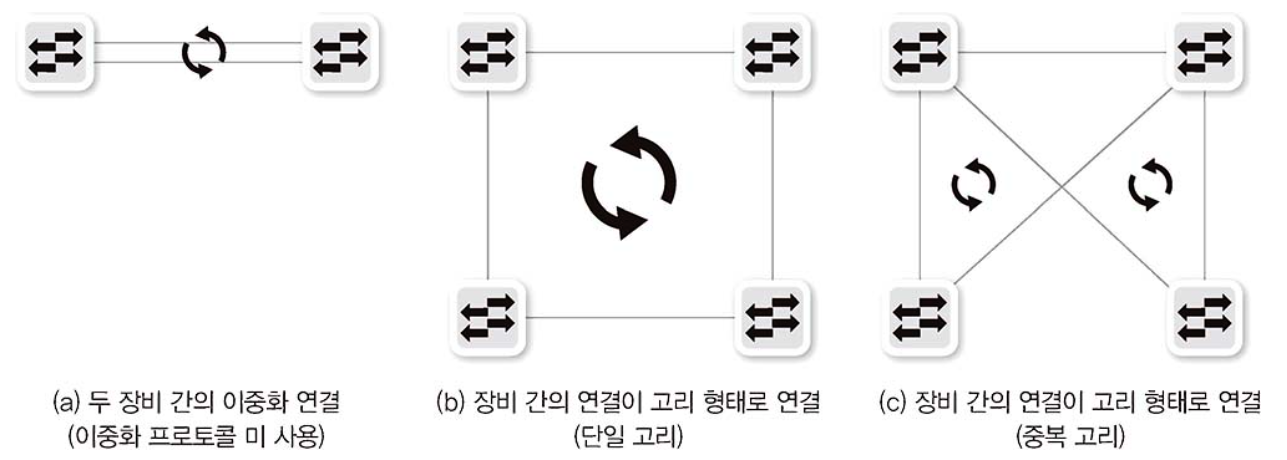 (a) 두 장비 간의 이중화 연결
(이중화 프로토콜 미 사용)
(b) 장비 간의 연결이 고리 형태로 연결
(단일 고리)
(c) 장비 간의 연결이 고리 형태로 연결
(중복 고리)